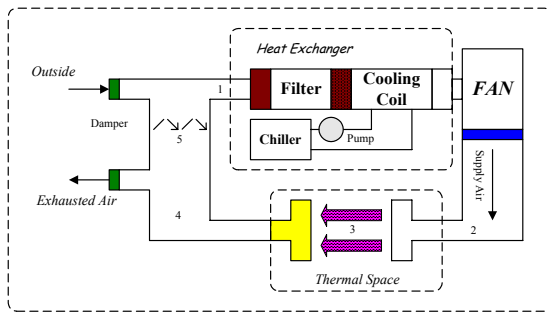 Heat Exchanger
Outside
1
Filter
Cooling
Coil
FAN
Damper
5
Chiller
Pump
Supply Air
Exhausted Air
4
3
2
Thermal Space